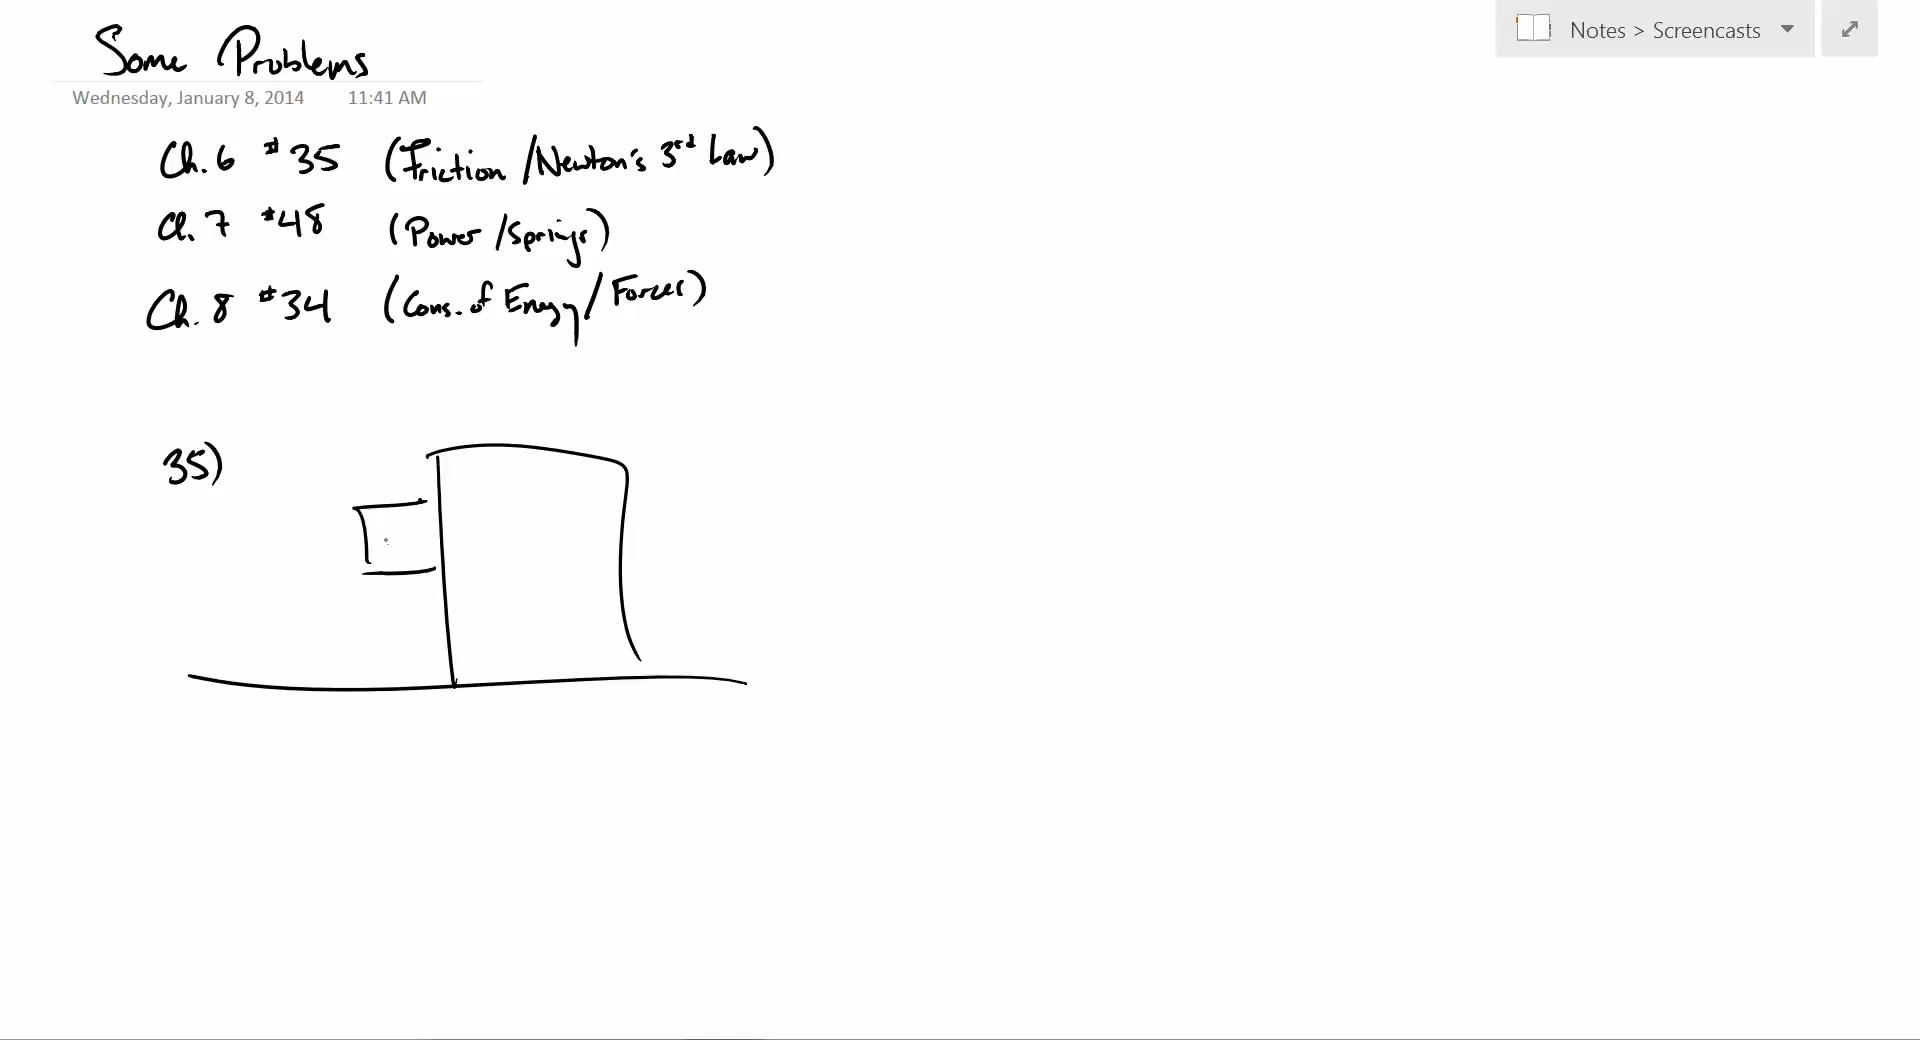 Some Problems
Notes > Screencasts
Wednesday, January 8, 2014 11:41 AM
Ch. 6 #35 (Friction/Newton's 3rd Law)
Ch. 7 #48 (Power/Springs)
Ch. 8 #34 (Cons. of Energy/Forces)
35)